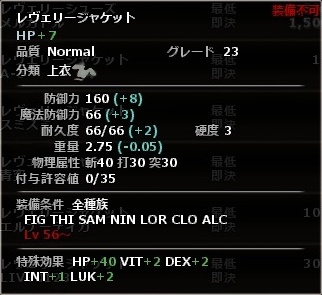 レヴェリージャケット
装備不可
HP+7
品質 Normal グレード 23
分類 上衣
防御力 160 (+8)
魔法防御力 66 (+3)
耐久度 66/66 (+2) 硬度 3
重量 2.75 (-0.05)
物理属性 斬40 打30 突30
付与許容値 0/35
装備条件 全種族
FIG THI SAM NIN LOR CLO ALC
Lv 56～
特殊効果 HP+40 VIT+2 DEX+2
INT+1 LUK+2